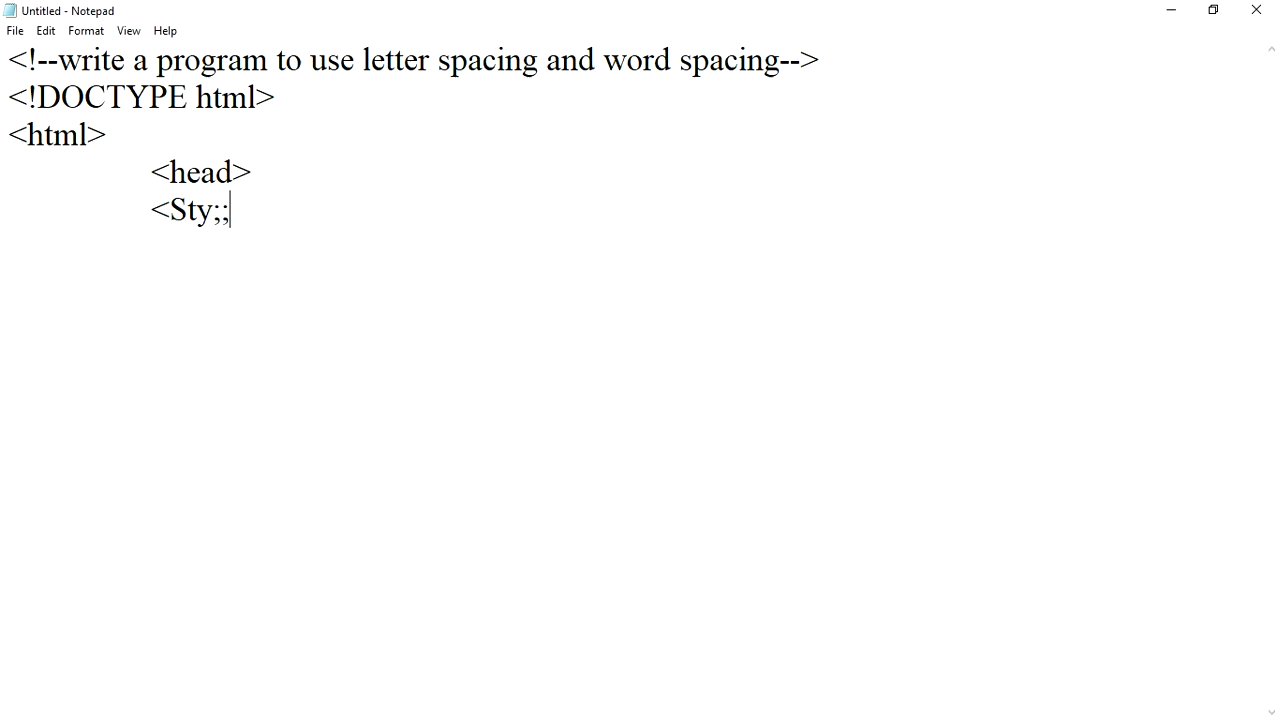 Untitled - Notepad
File Edit Format View Help
<!--write a program to use letter spacing and word spacing-->
<!DOCTYPE html>
<html>
<head>
<Sty;;